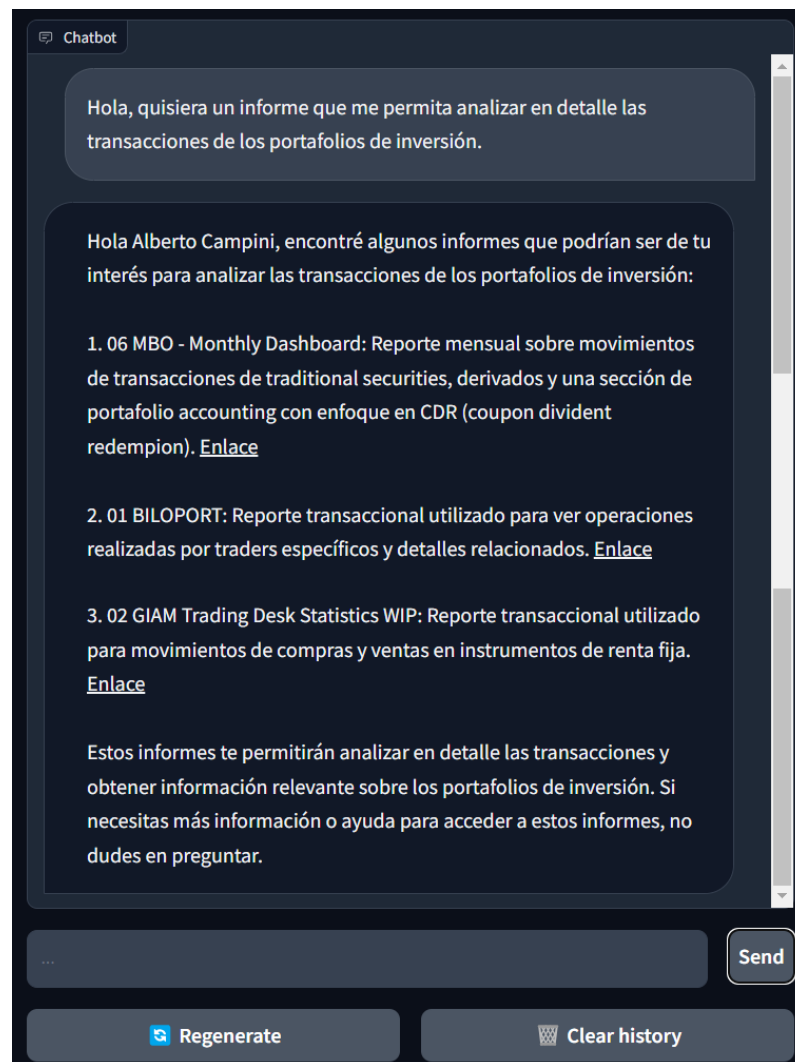 Chatbot
Hola, quisiera un informe que me permita analizar en detalle las
transacciones de los portafolios de inversión.
Hola Alberto Campini, encontré algunos informes que podrían ser de tu
interés para analizar las transacciones de los portafolios de inversión:
1. 06 MBO - Monthly Dashboard: Reporte mensual sobre movimientos
de transacciones de traditional securities, derivados y una sección de
portafolio accounting con enfoque en CDR (coupon divident
redempion). Enlace
2. 01 BILOPORT: Reporte transaccional utilizado para ver operaciones
realizadas por traders específicos y detalles relacionados. Enlace
3. 02 GIAM Trading Desk Statistics WIP: Reporte transaccional utilizado
para movimientos de compras y ventas en instrumentos de renta fija.
Enlace
Estos informes te permitirán analizar en detalle las transacciones y
obtener información relevante sobre los portafolios de inversión. Si
necesitas más información o ayuda para acceder a estos informes, no
dudes en preguntar.
...
Send
Regenerate
Clear history